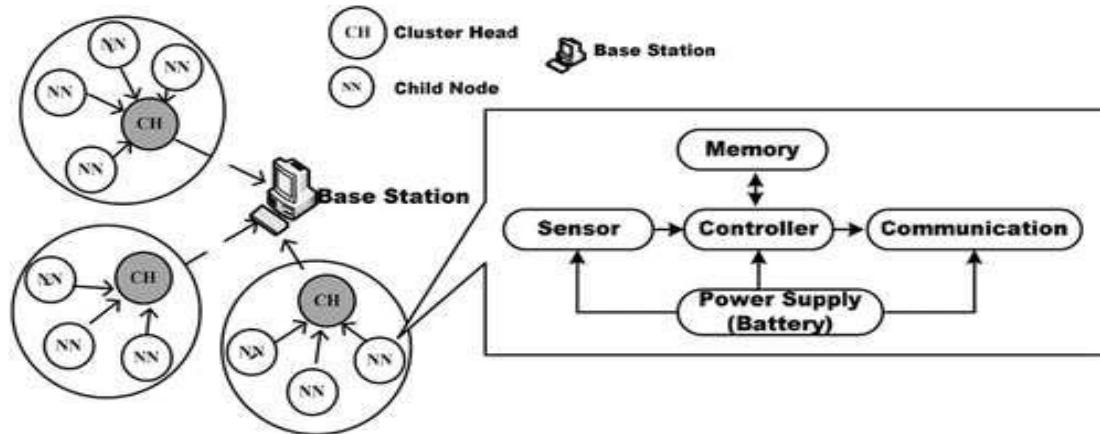 CH
Cluster Head
Base Station
NN
Child Node
NN
NN
NN
CH
NN
Base Station
NN
CH
NN
NN
CH
NN
NN
NN
Memory
Sensor
Controller
Communication
Power Supply
(Battery)